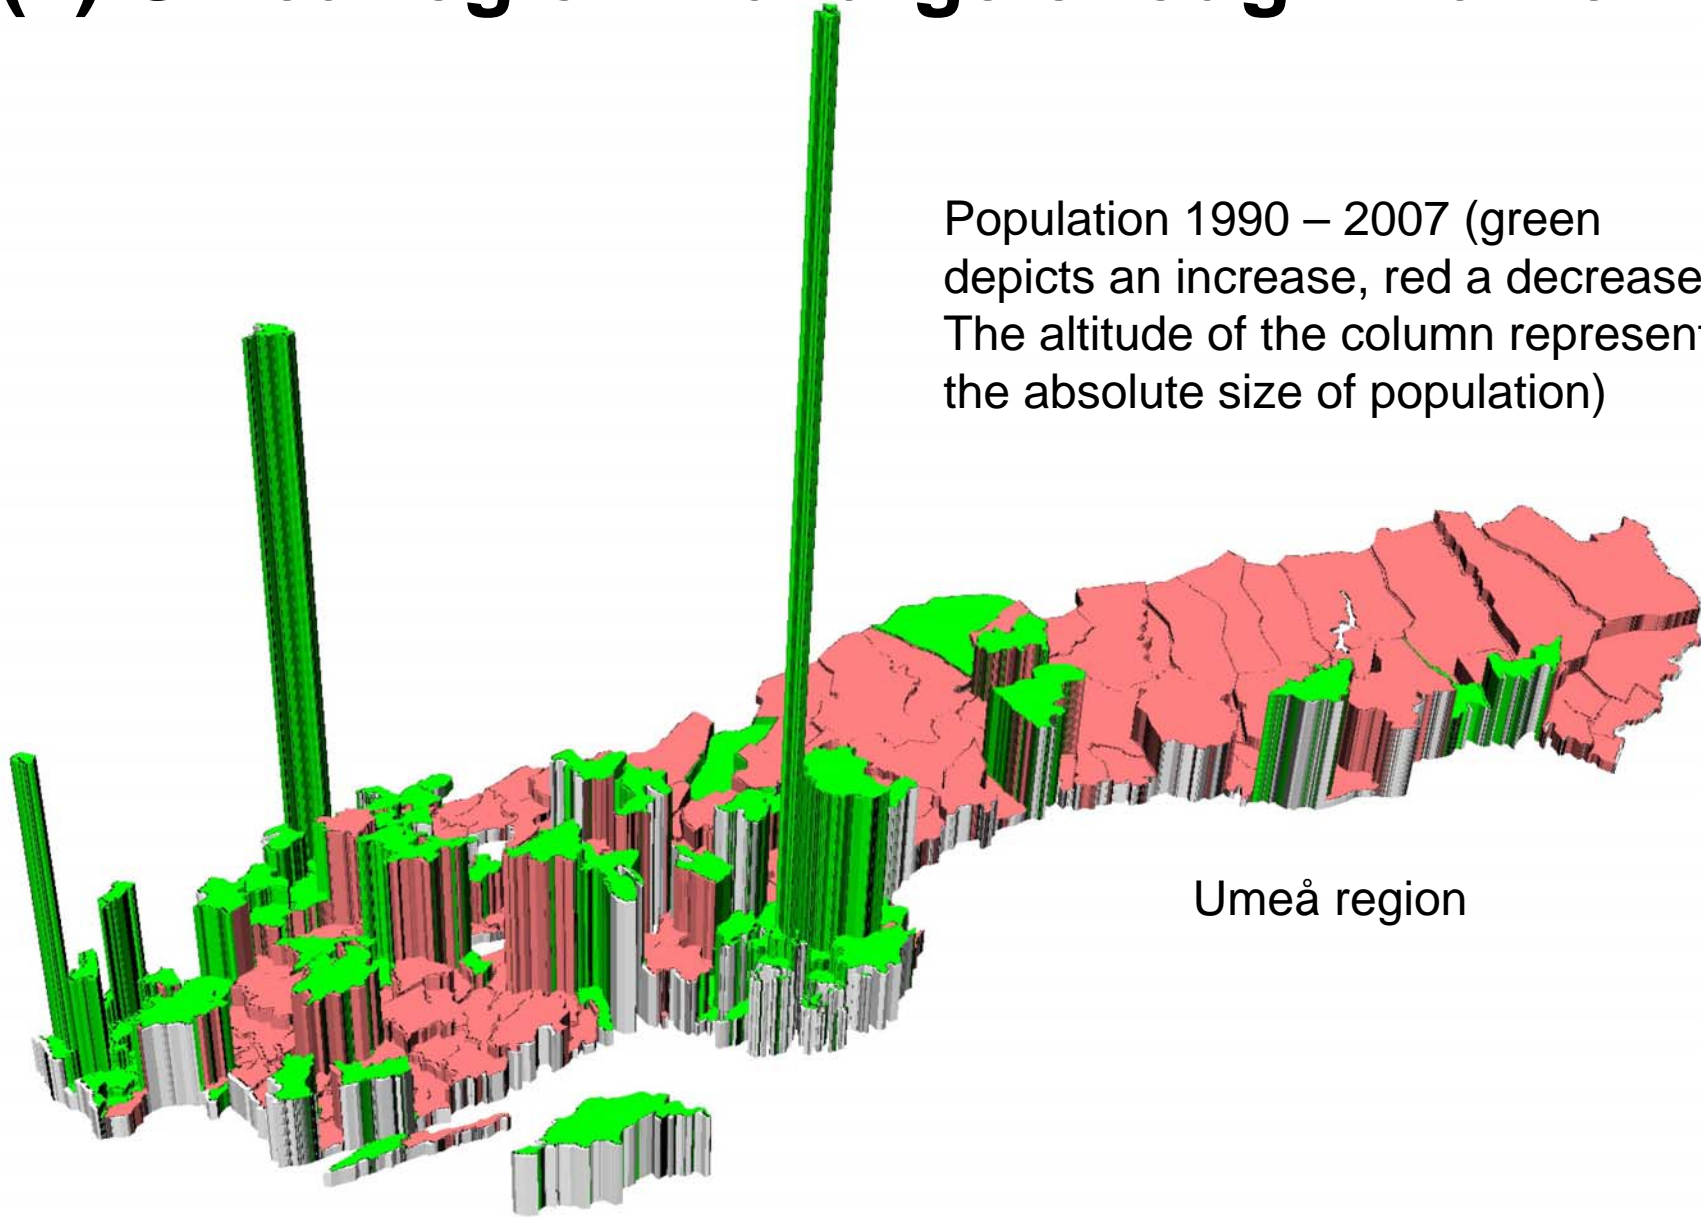 Population 1990 – 2007 (green
depicts an increase, red a decrease
The altitude of the column represent
the absolute size of population)
Umeå region